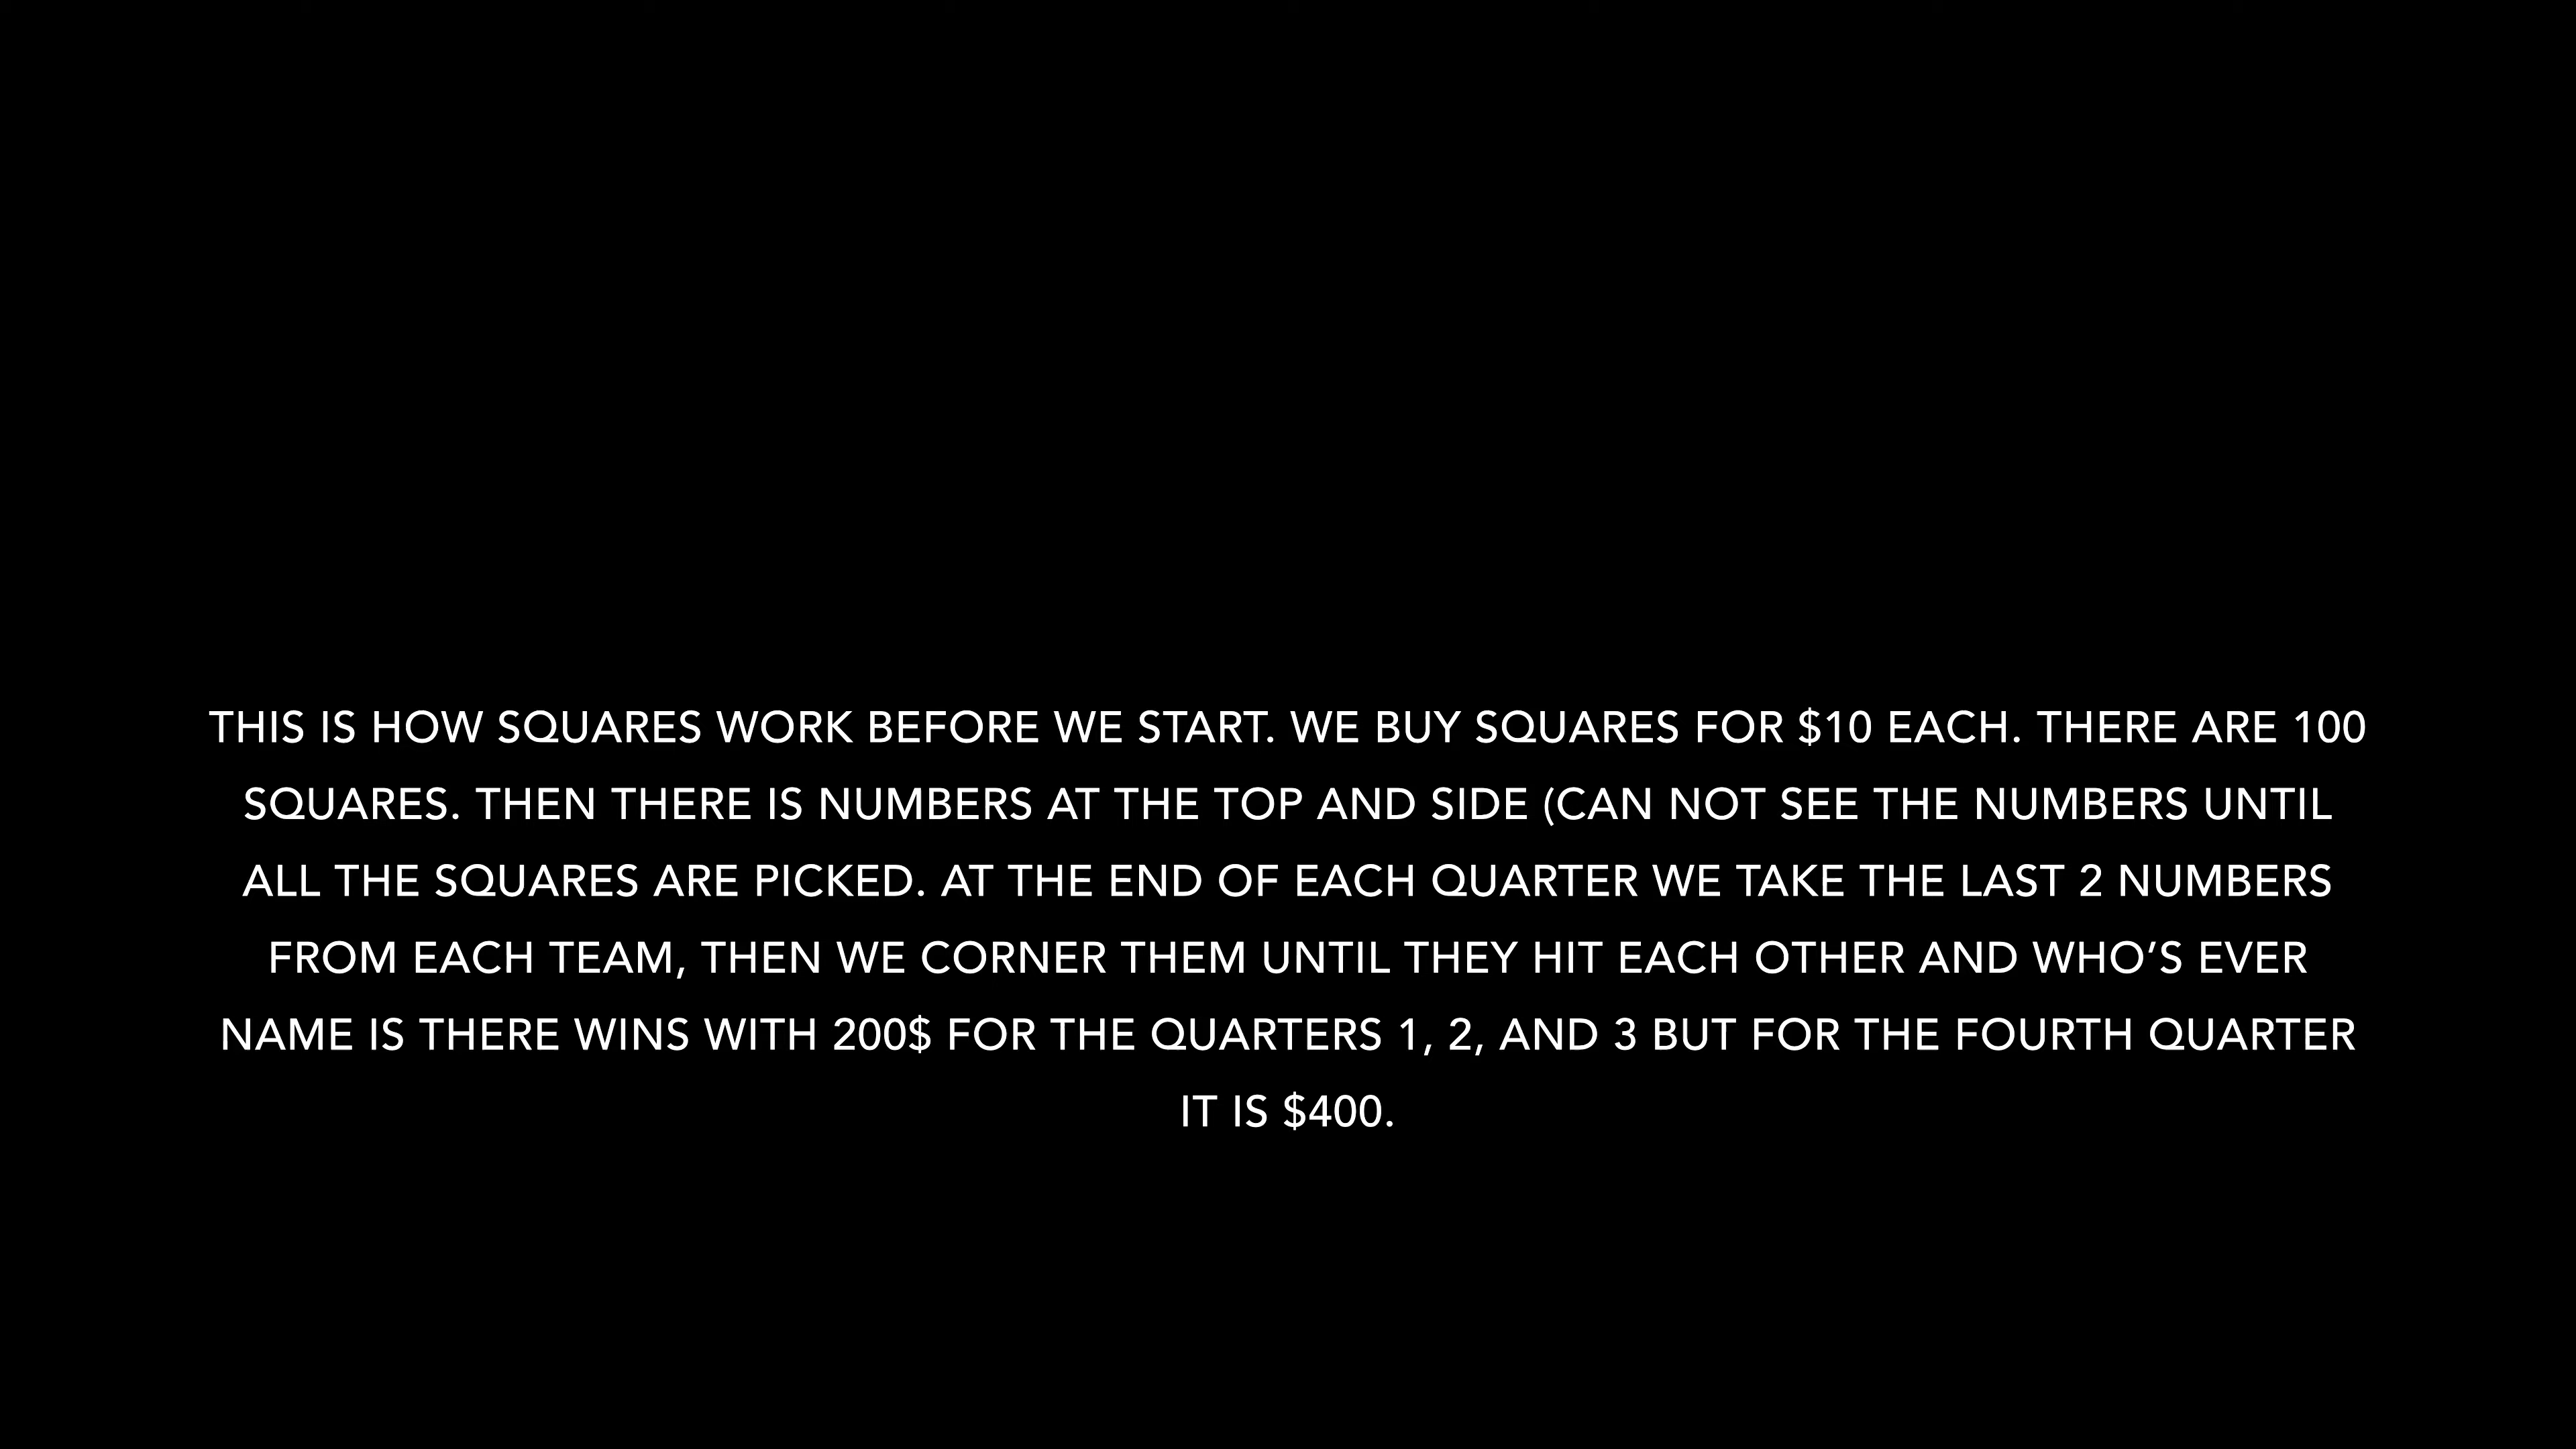 THIS IS HOW SQUARES WORK BEFORE WE START. WE BUY SQUARES FOR $10 EACH. THERE ARE 100
SQUARES. THEN THERE IS NUMBERS AT THE TOP AND SIDE (CAN NOT SEE THE NUMBERS UNTIL
ALL THE SQUARES ARE PICKED. AT THE END OF EACH QUARTER WE TAKE THE LAST 2 NUMBERS
FROM EACH TEAM, THEN WE CORNER THEM UNTIL THEY HIT EACH OTHER AND WHO’S EVER
NAME IS THERE WINS WITH 200$ FOR THE QUARTERS 1, 2, AND 3 BUT FOR THE FOURTH QUARTER
IT IS $400.